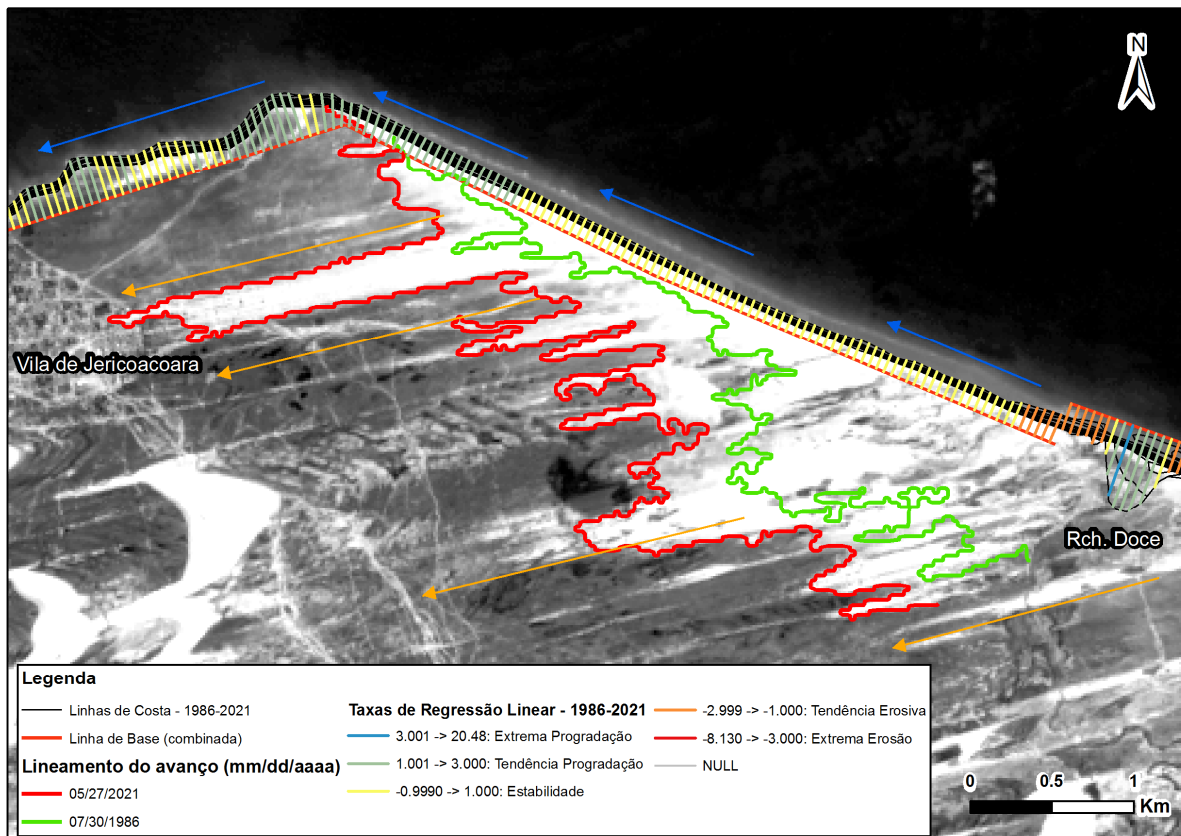 N
Vila de Jericoacoara
Rch. Doce
Legenda
Linhas de Costa - 1986-2021
Linha de Base (combinada)
Lineamento do avanço (mm/dd/aaaa)
05/27/2021
07/30/1986
Taxas de Regressão Linear - 1986-2021
3.001 -> 20.48: Extrema Progradação
1.001 -> 3.000: Tendência Progradação
-0.9990 -> 1.000: Estabilidade
-2.999 -> -1.000: Tendência Erosiva
-8.130 -> -3.000: Extrema Erosão
NULL
0 0.5 1
Km